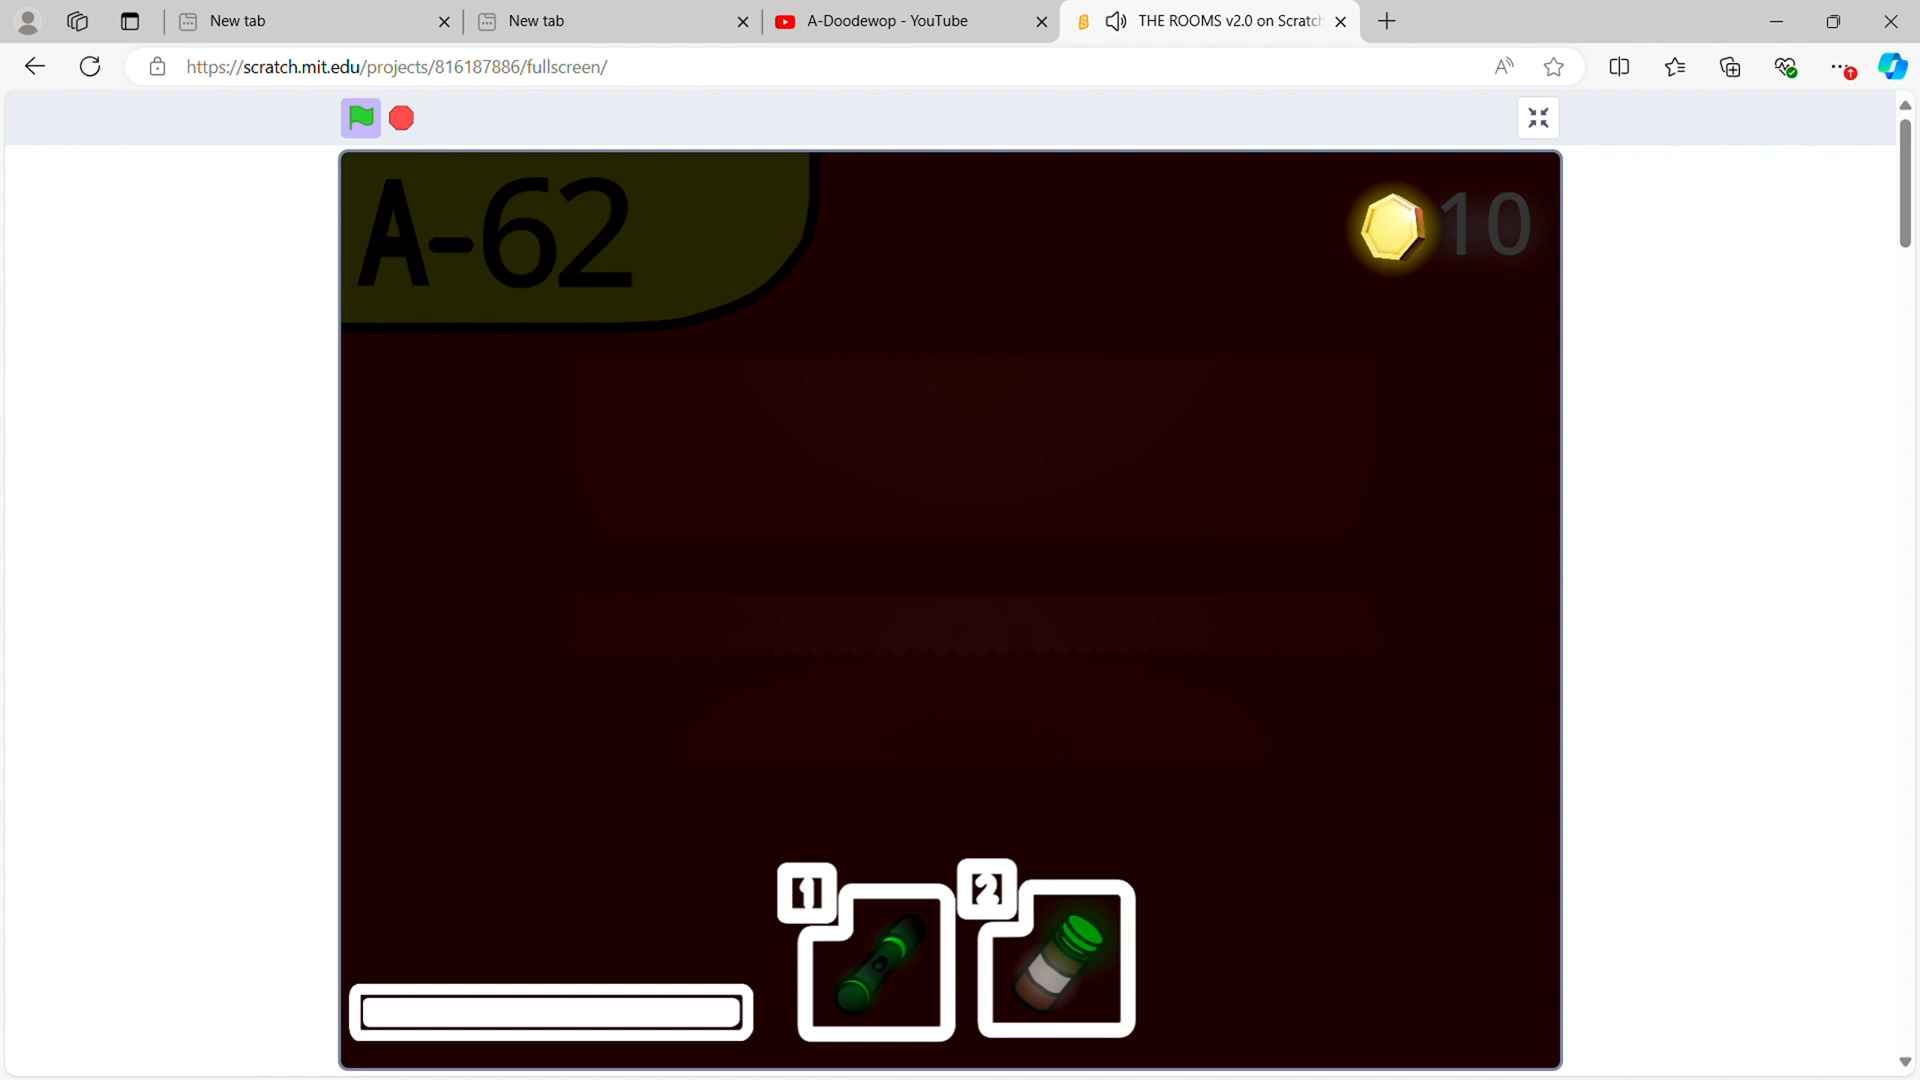 New tab
New tab
A-Doodewop - YouTube
THE ROOMS v2.0 on Scratch
https://scratch.mit.edu/projects/816187886/fullscreen/
A-62
10
1
2